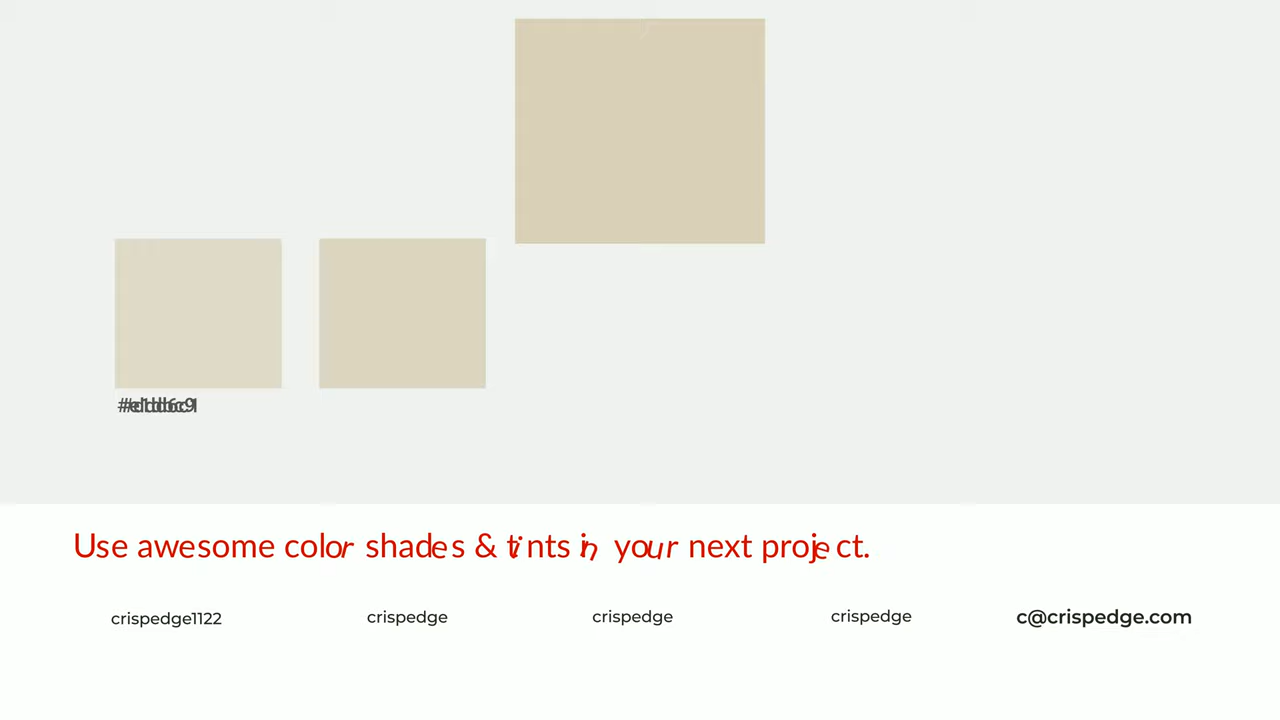 Use awesome color shades & tints in your next project.
crispedge1122 crispedge crispedge crispedge c@crispedge.com